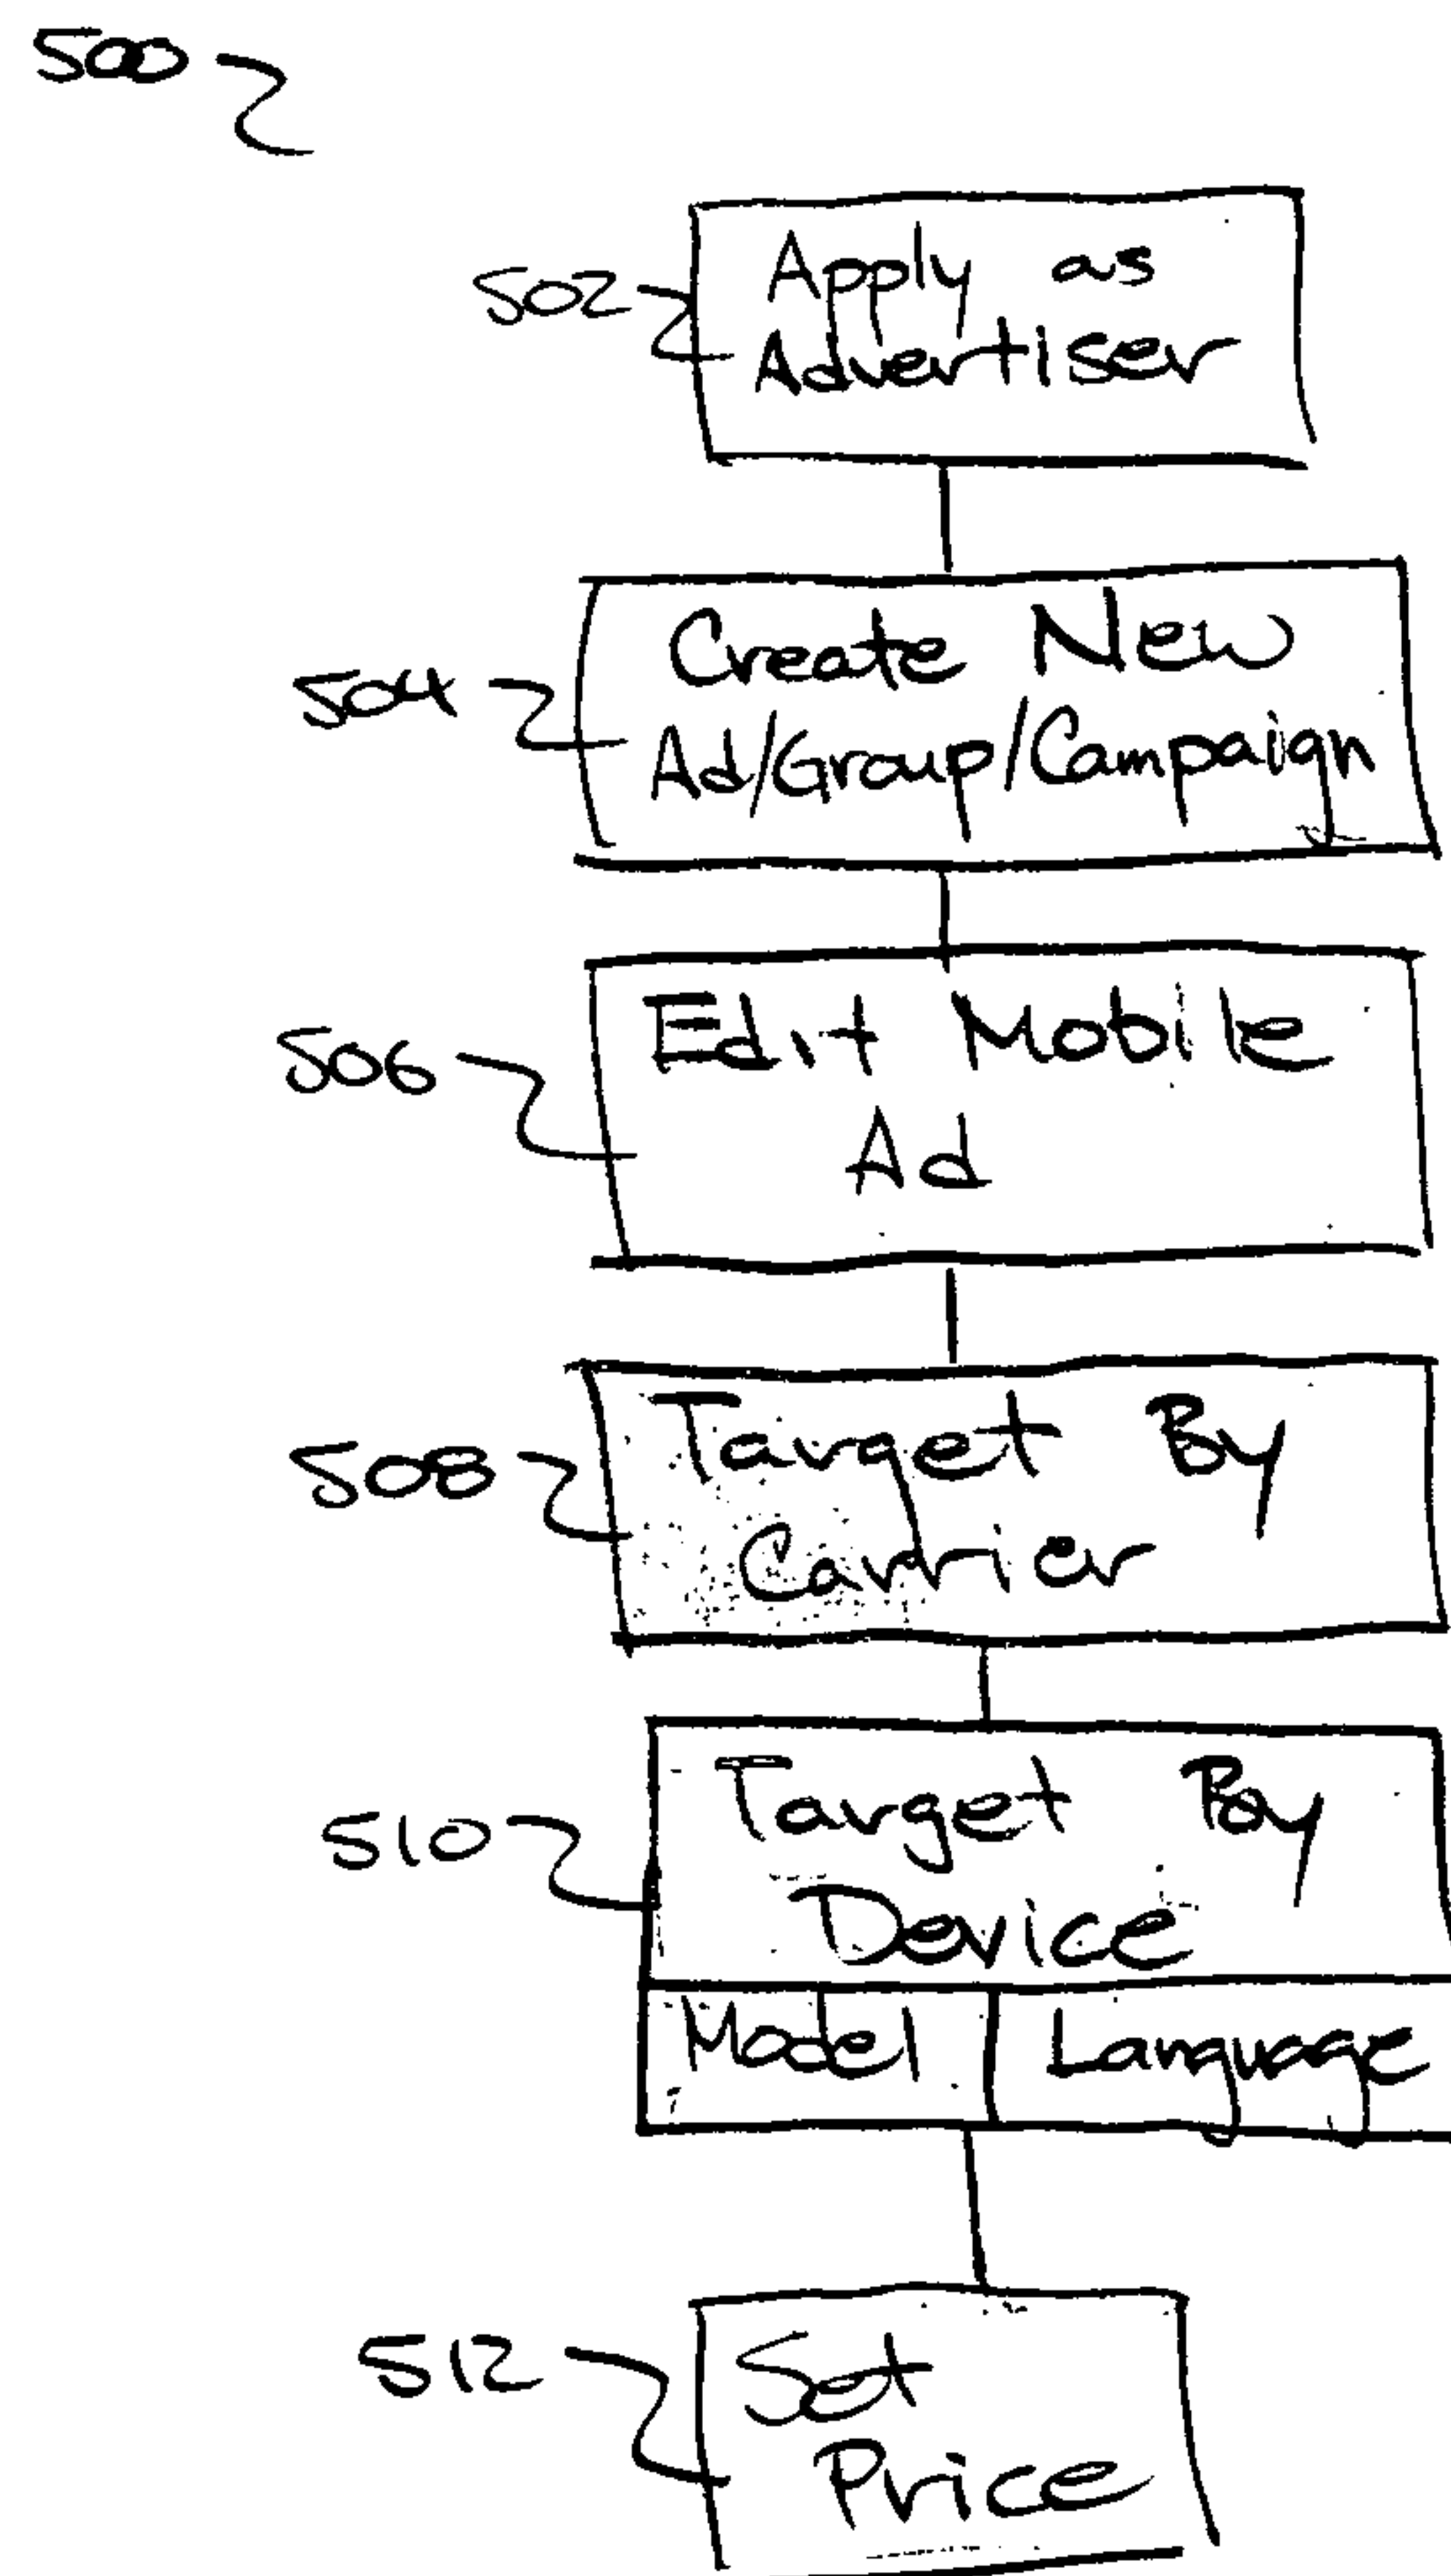 500
502
Apply as
Advertiser
504
Create New
Ad/Group/Campaign
506
Edit Mobile
Ad
508
Target By
Carrier
510
Target By
Device
Model
Language
512
Set
Price